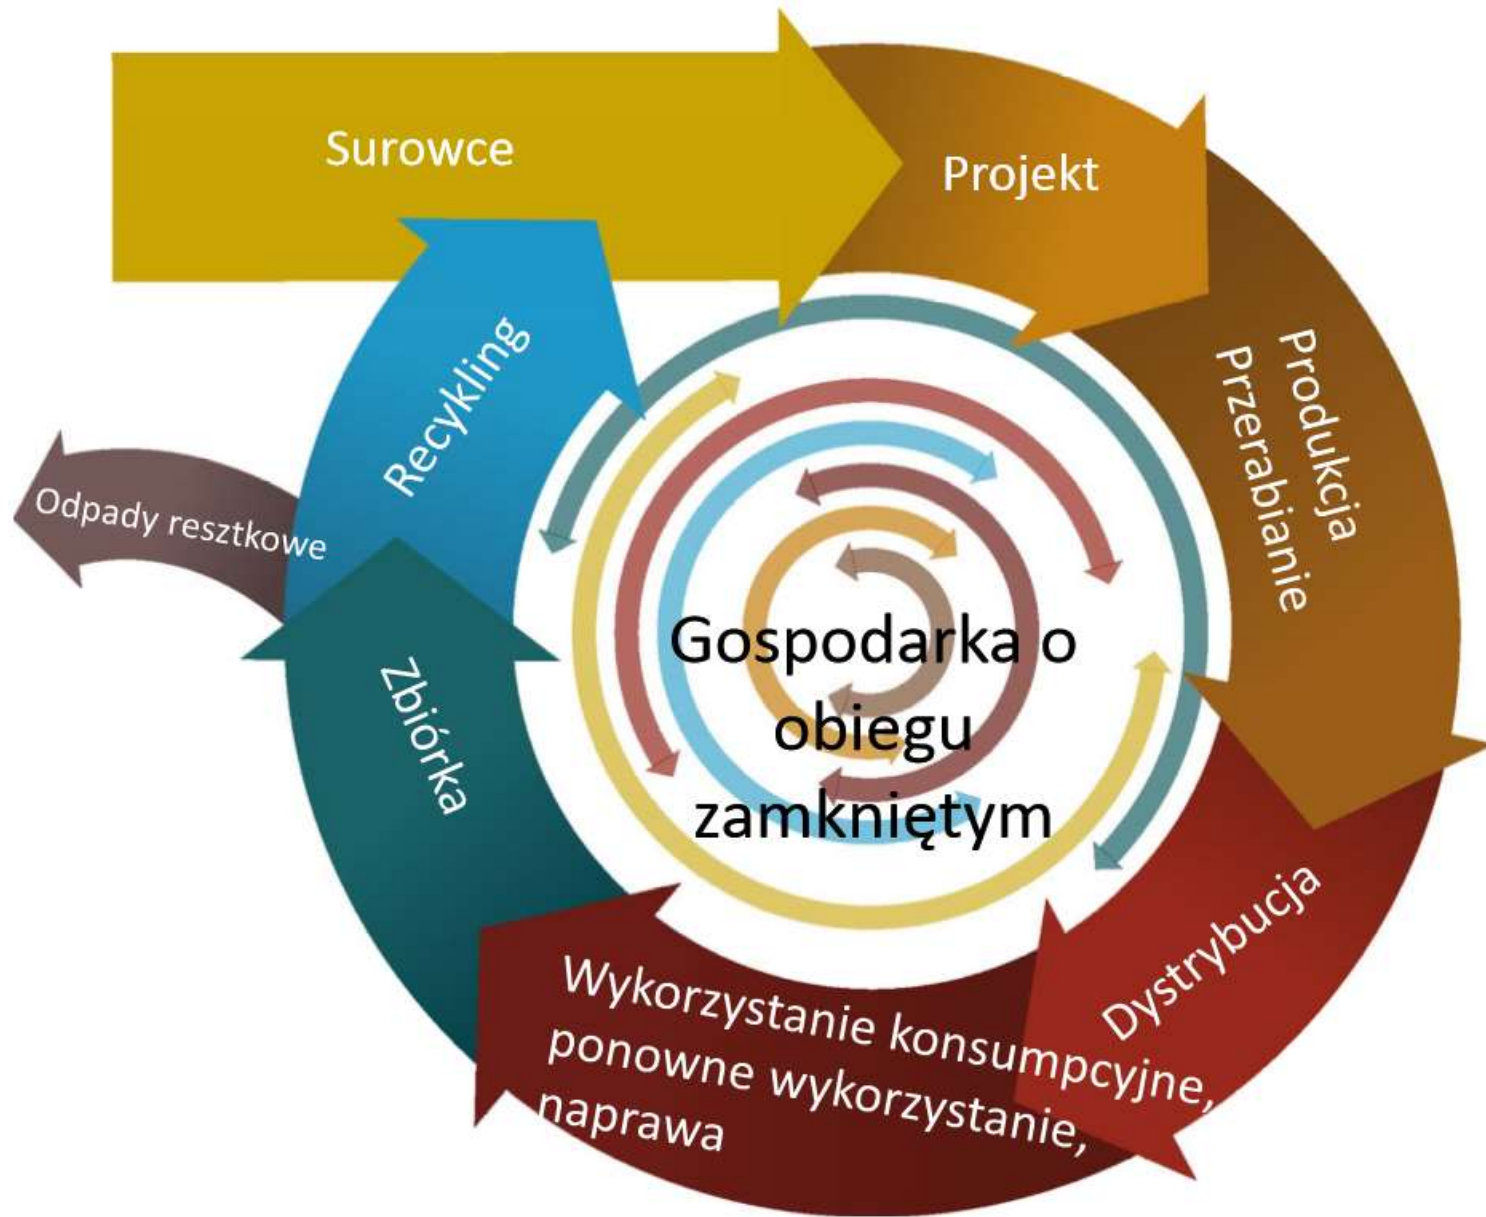 Surowce
Projekt
Produkcja
Przerabianie
Recykling
Odpady resztkowe
Gospodarka o
obiegu
zamkniętym
Zbiórka
Dystrybucja
Wykorzystanie konsumpcyjne,
ponowne wykorzystanie,
naprawa